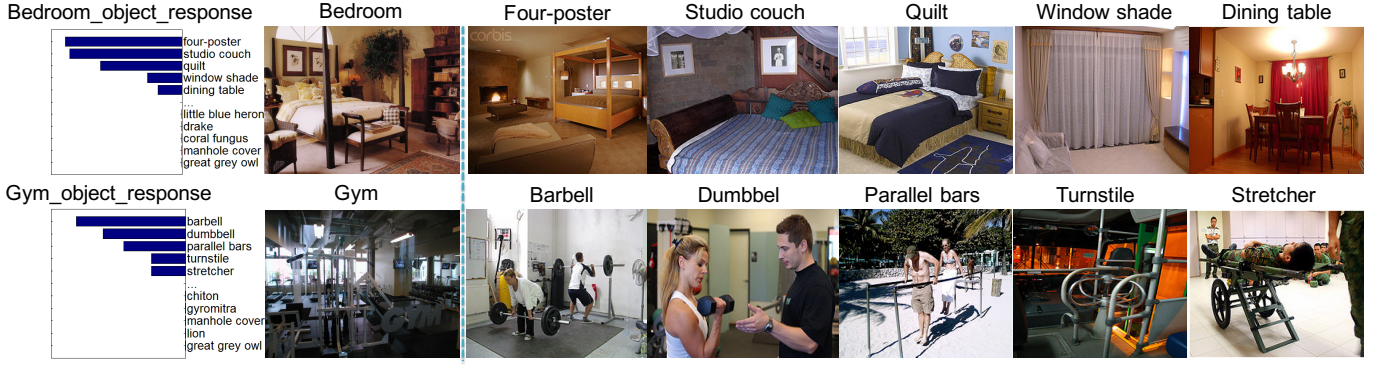 Bedroom_object_response
Bedroom
Four-poster
Studio couch
Quilt
Window shade
Dining table
four-poster
studio couch
quilt
window shade
dining table
...
little blue heron
drake
coral fungus
manhole cover
great grey owl
corbis
Gym_object_response
Gym
Barbell
Dumbbel
Parallel bars
Turnstile
Stretcher
barbell
dumbbell
parallel bars
turnstile
stretcher
...
chiton
gyromitra
manhole cover
lion
great grey owl
GYM